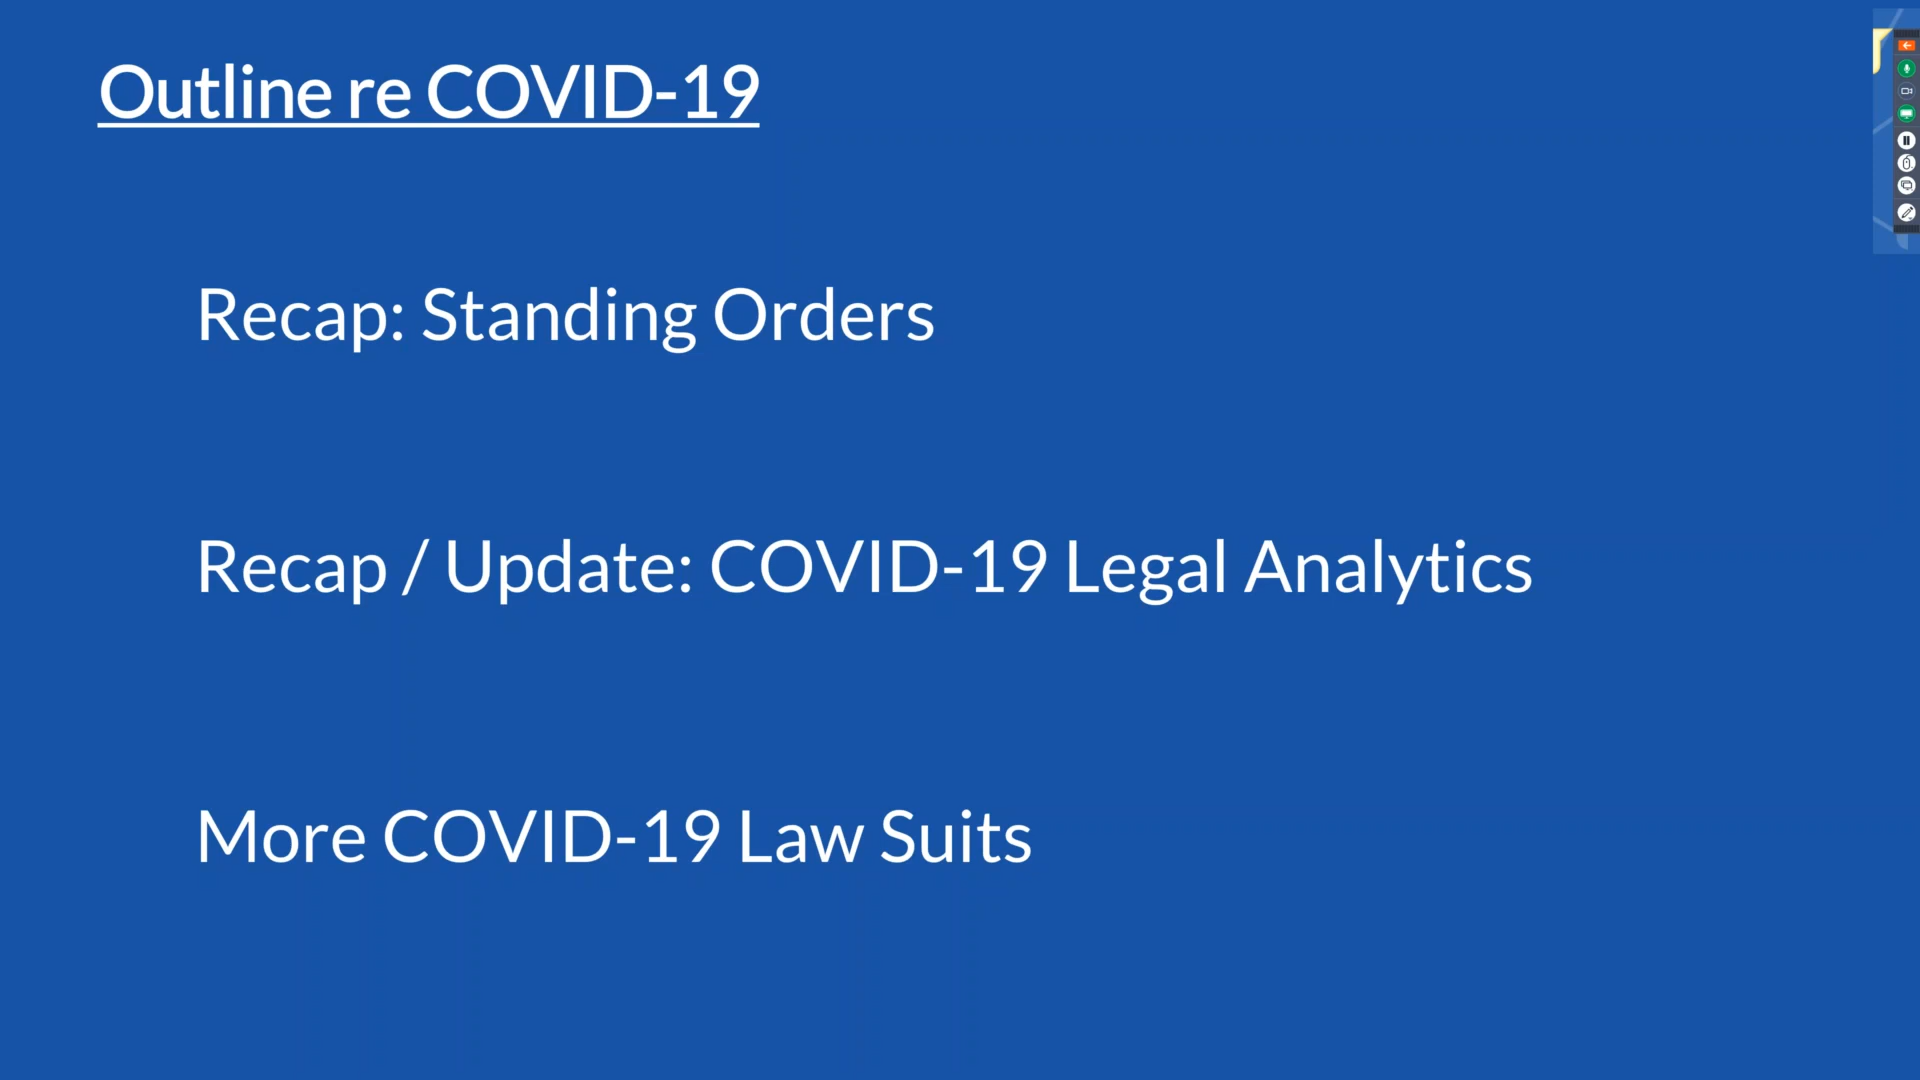 Outline re COVID-19
Recap: Standing Orders
Recap / Update: COVID-19 Legal Analytics
More COVID-19 Law Suits